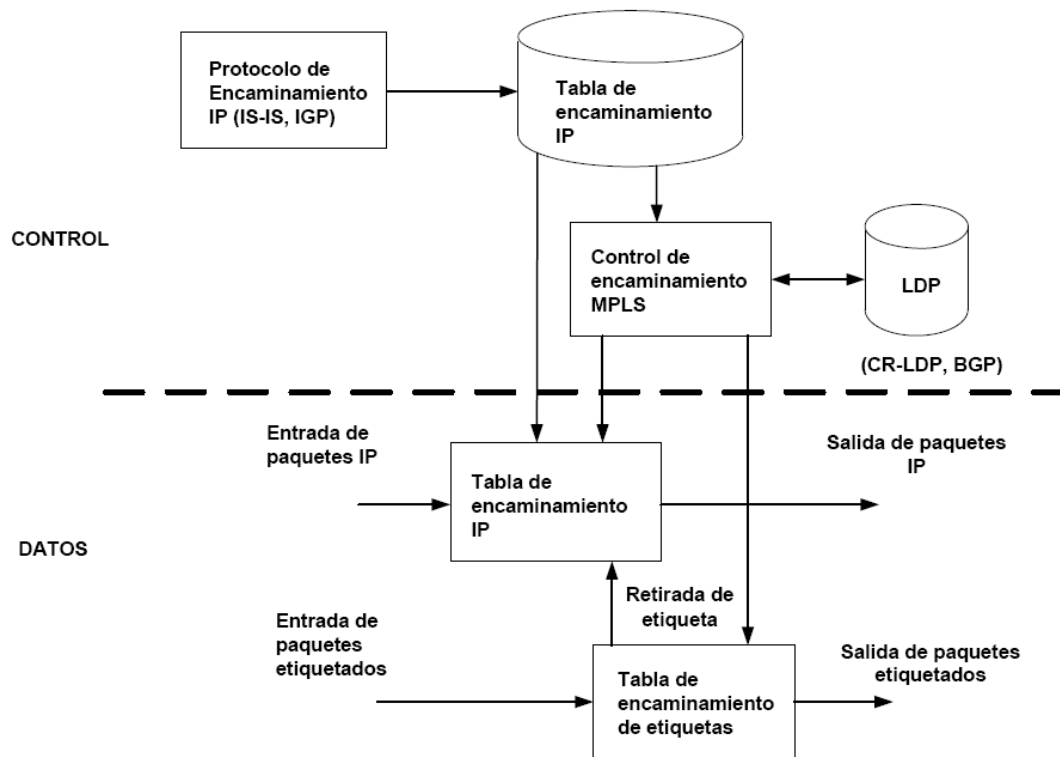 Protocolo de
Encaminamiento
IP (IS-IS, IGP)
Tabla de
encaminamiento
IP
CONTROL
Control de
encaminamiento
MPLS
LDP
(CR-LDP, BGP)
Entrada de
paquetes IP
Salida de paquetes
IP
Tabla de
encaminamiento
IP
DATOS
Retirada de
etiqueta
Entrada de
paquetes
etiquetados
Salida de paquetes
etiquetados
Tabla de
encaminamiento
de etiquetas